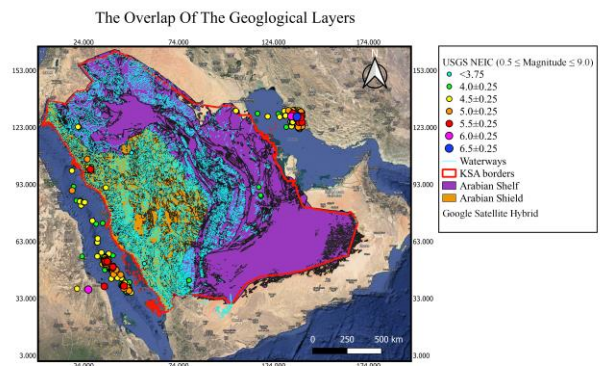 The Overlap Of The Geoglogical Layers
24.000 74.000 124.000 174.000
153.000 153.000
123.000 123.000
93.000 93.000
63.000 63.000
33.000 33.000
3.000 3.000
0 250 500 km
24.000 74.000 124.000 174.000
USGS NEIC (0.5 ≤ Magnitude ≤ 9.0)
<3.75
4.0±0.25
4.5±0.25
5.0±0.25
5.5±0.25
6.0±0.25
6.5±0.25
Waterways
KSA borders
Arabian Shelf
Arabian Shield
Google Satellite Hybrid